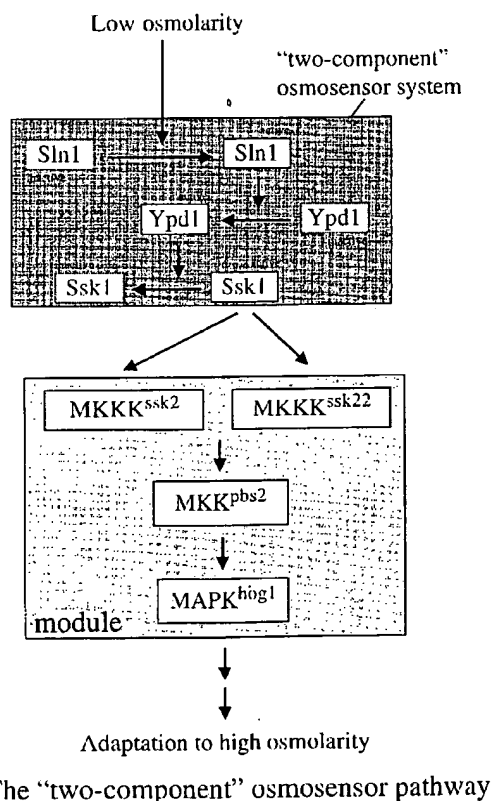 Low osmolarity
"two-component"
osmosensor system
Sln1 Sln1
Ypd1 Ypd1
Ssk1 Ssk1
MKKK^ssk2 MKKK^ssk22
MKK^pbs2
MAPK^hog1
module
Adaptation to high osmolarity
The "two-component" osmosensor pathway